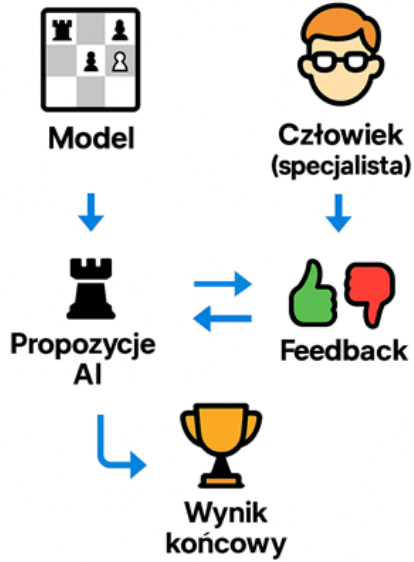 Model
Człowiek
(specjalista)
Propozycje
AI
Feedback
Wynik
końcowy